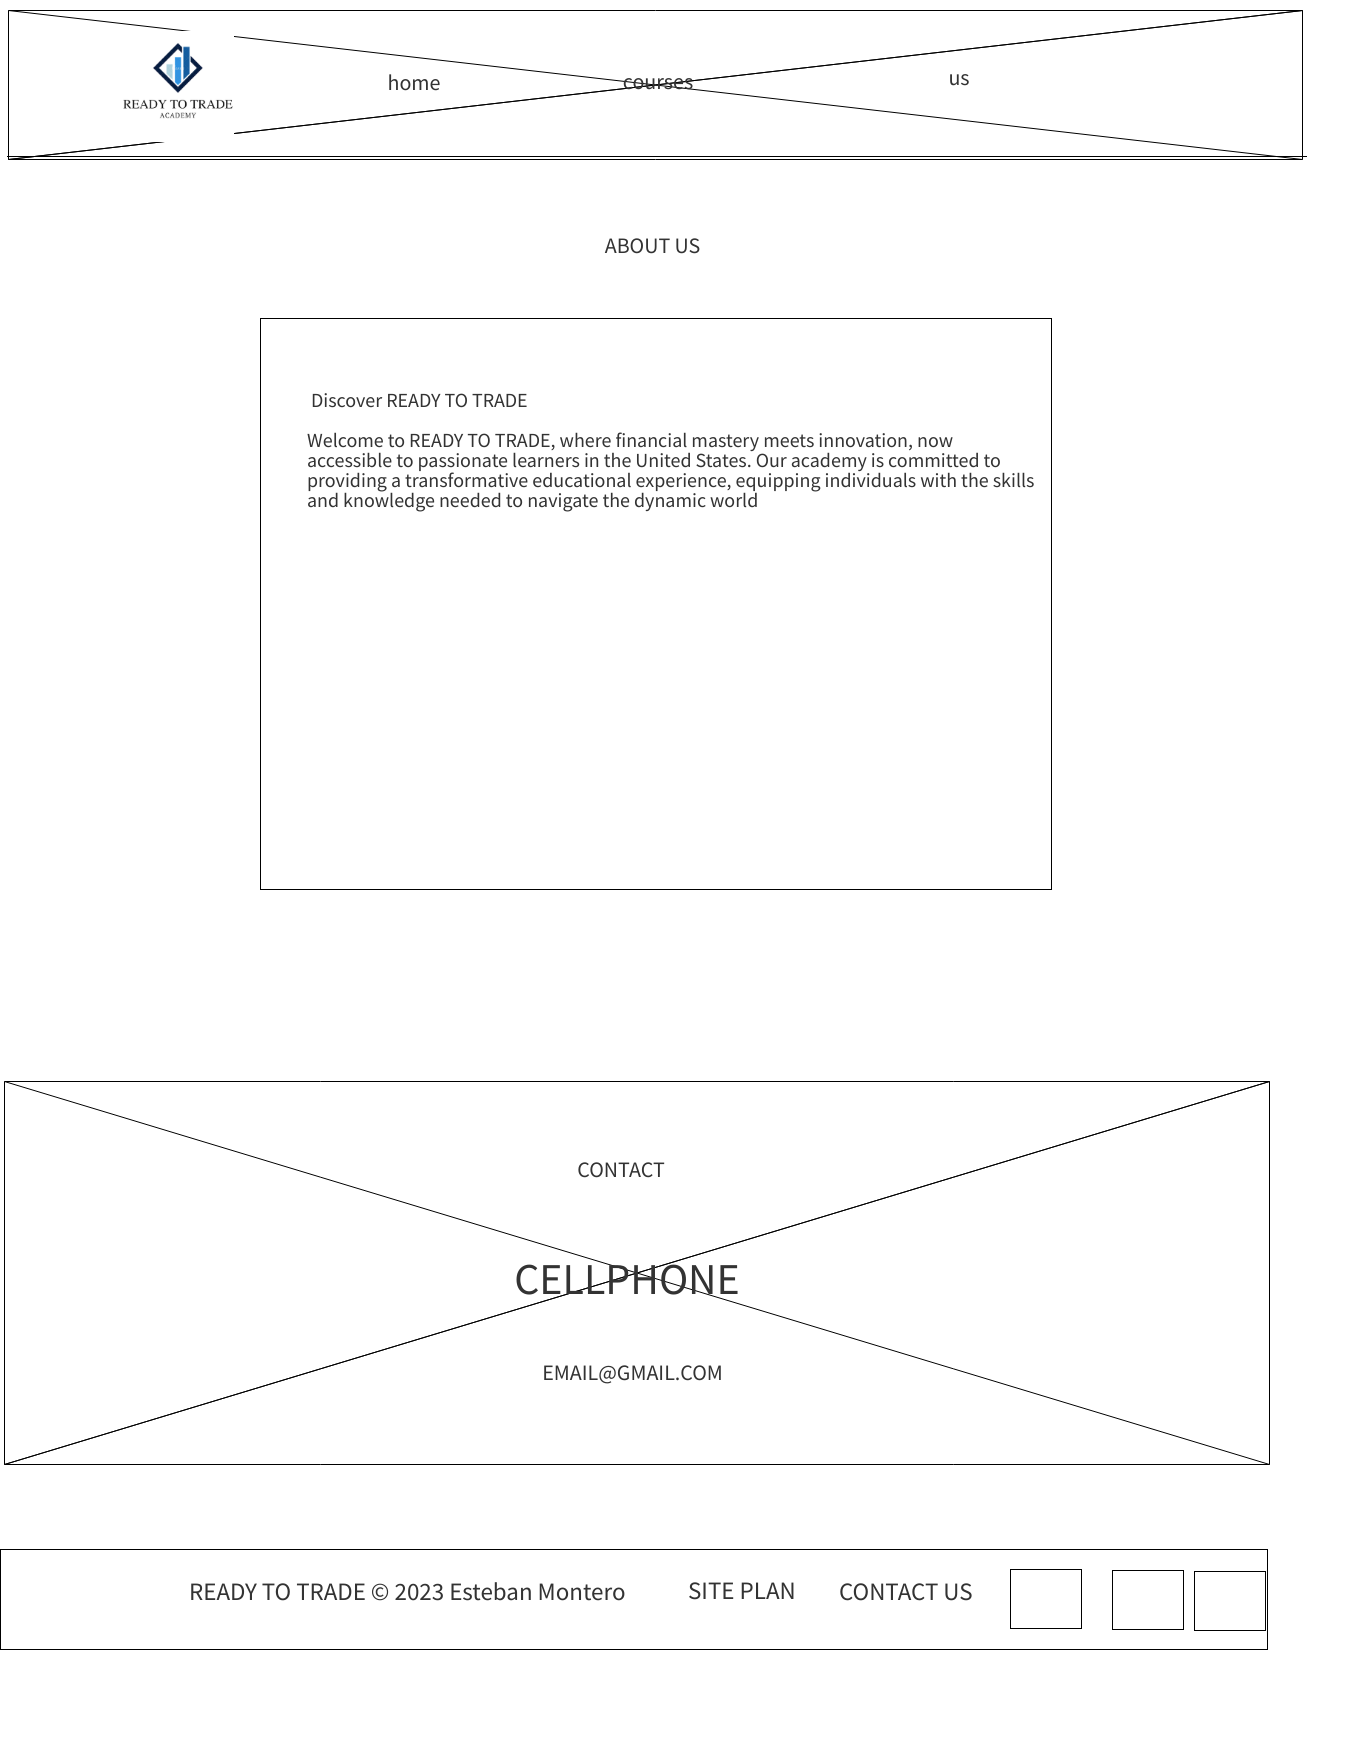 READY TO TRADE
ACADEMY
home
courses
us
ABOUT US
Discover READY TO TRADE
Welcome to READY TO TRADE, where financial mastery meets innovation, now
accessible to passionate learners in the United States. Our academy is committed to
providing a transformative educational experience, equipping individuals with the skills
and knowledge needed to navigate the dynamic world
CONTACT
CELLPHONE
EMAIL@GMAIL.COM
READY TO TRADE © 2023 Esteban Montero
SITE PLAN
CONTACT US